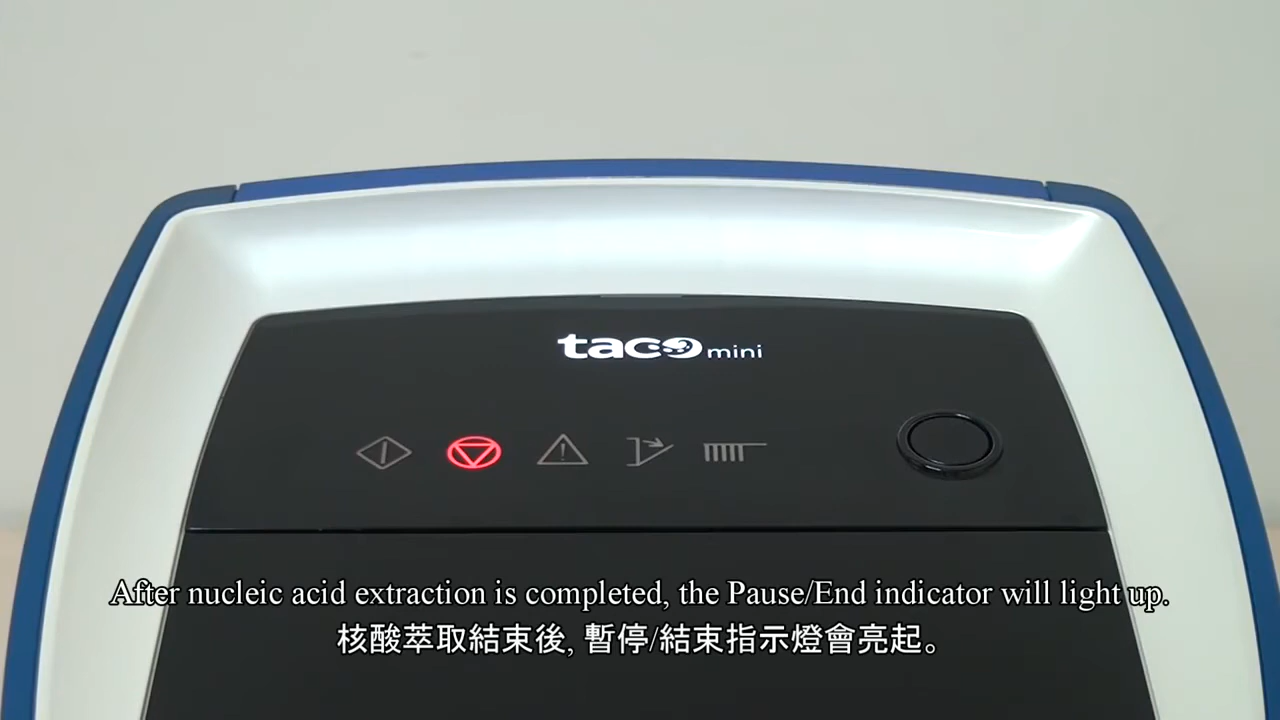 taco mini
After nucleic acid extraction is completed, the Pause/End indicator will light up.
核酸萃取結束後, 暫停/結束指示燈會亮起。